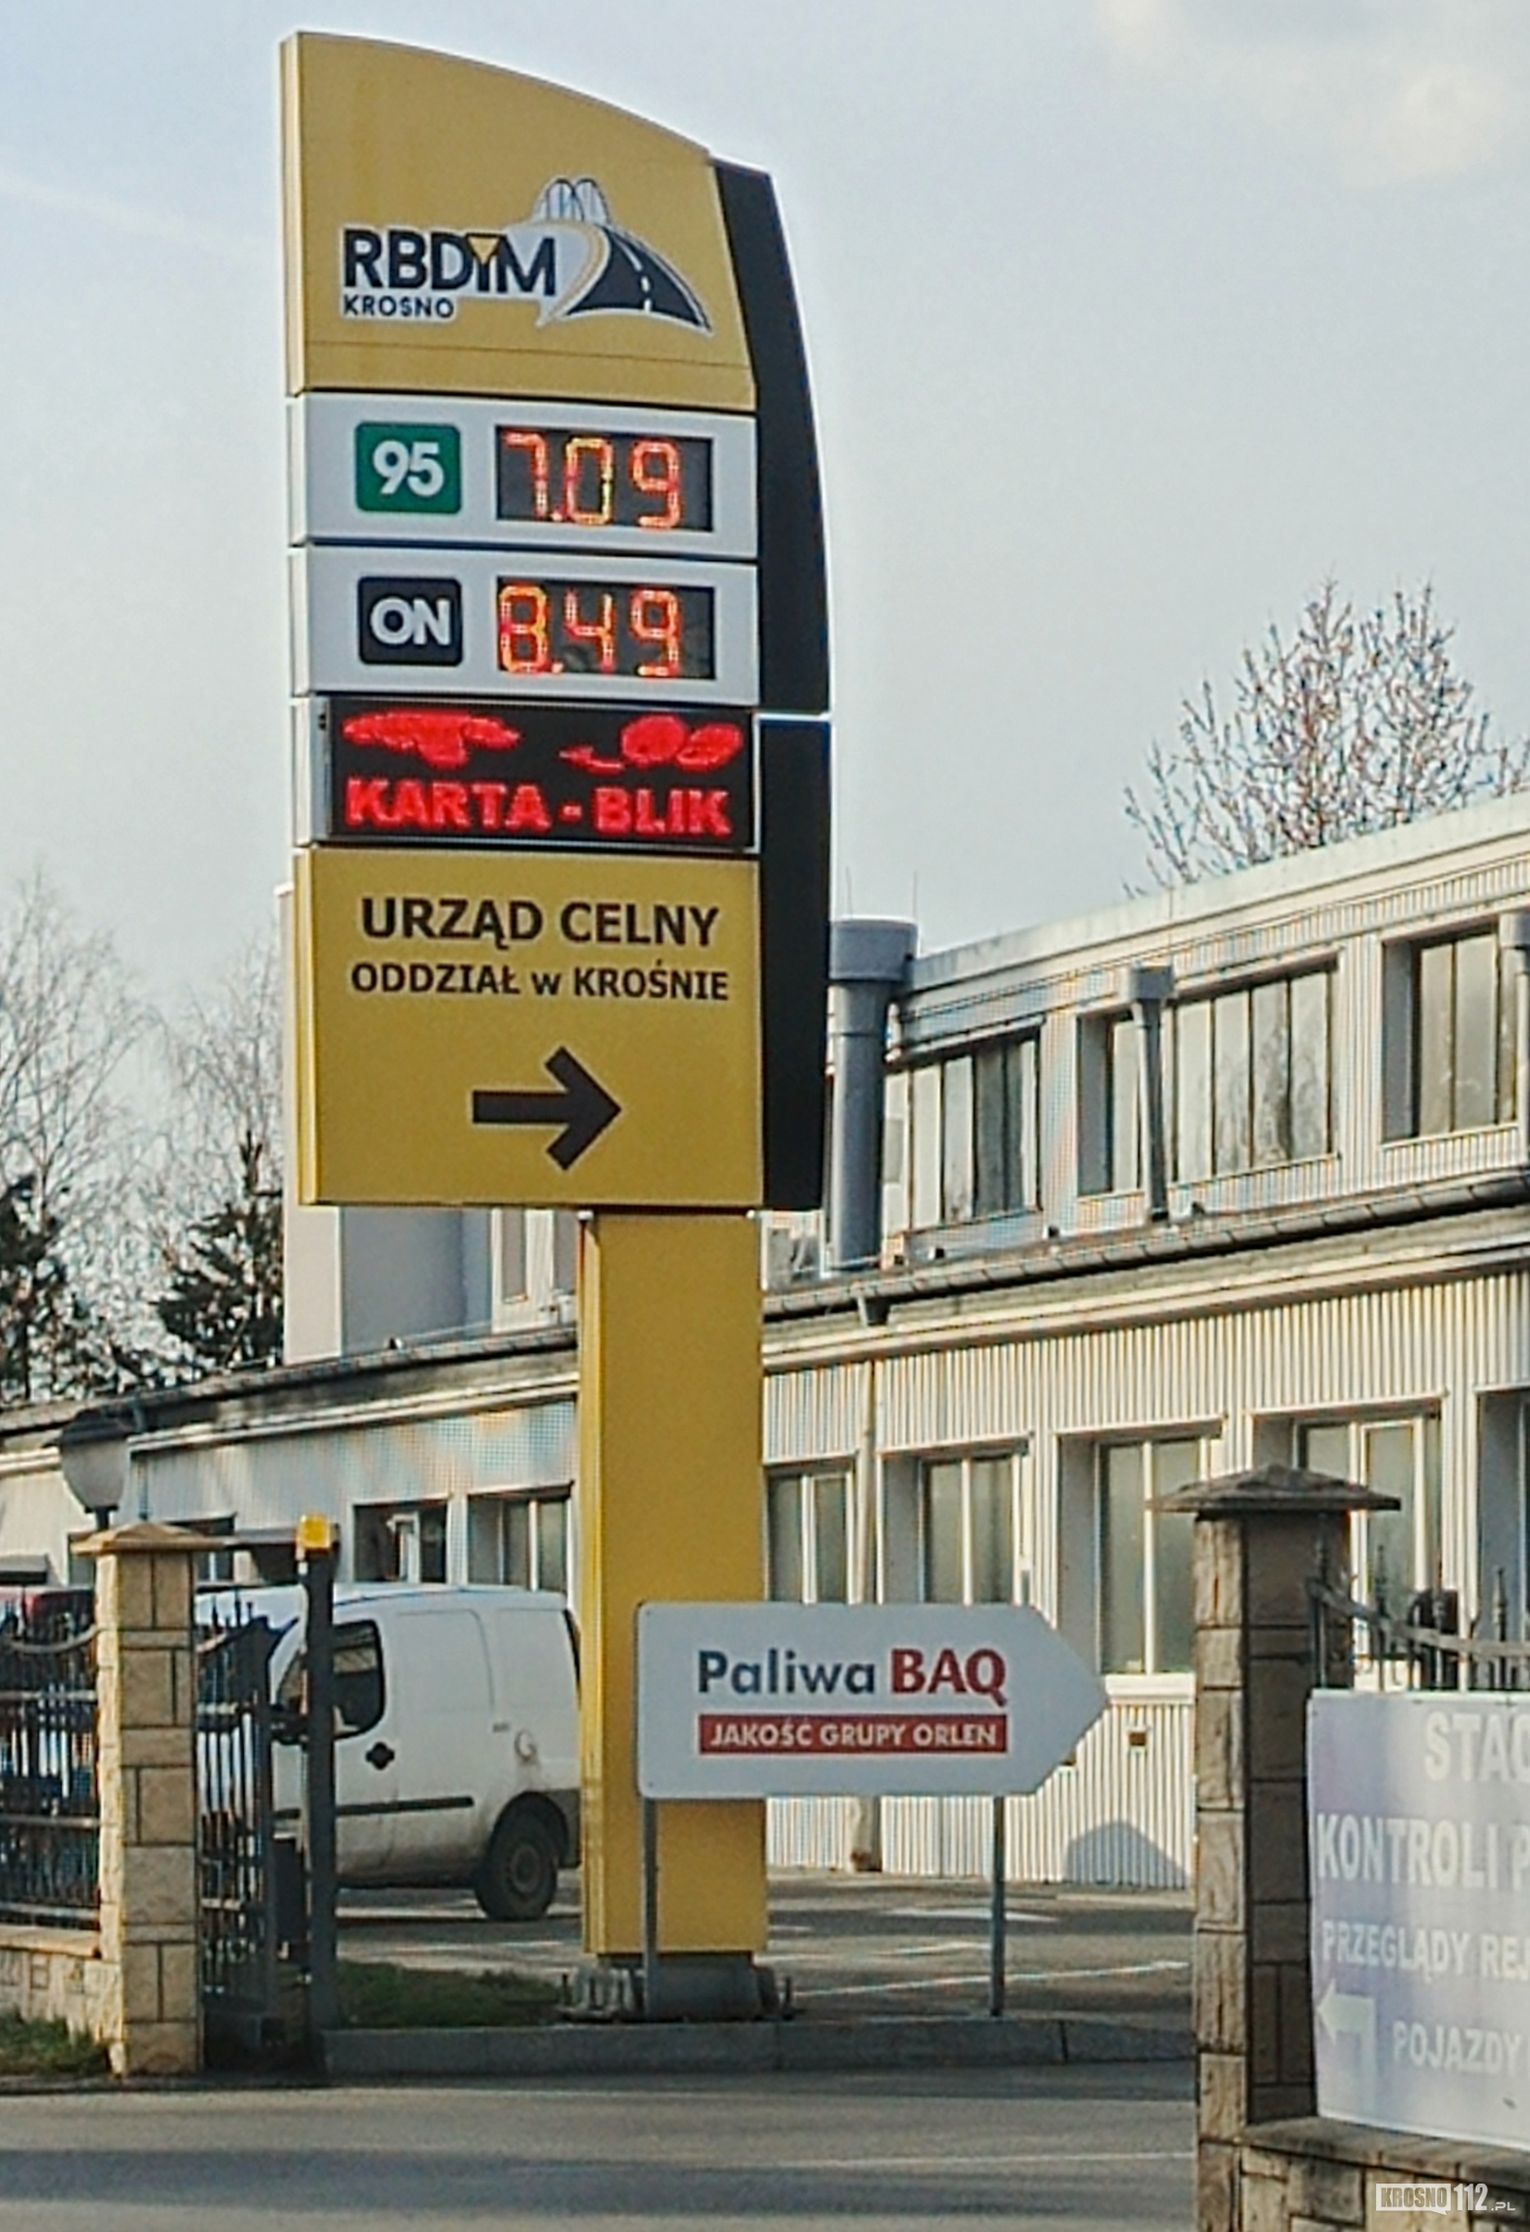 RBDiM
KROSNO
95 7.09
ON 8.49
KARTA - BLIK
URZĄD CELNY
ODDZIAŁ w KROŚNIE
Paliwa BAQ
JAKOŚĆ GRUPY ORLEN
KONTROLI
PRZEGLĄDY
POJAZDY
KROSNO112.PL